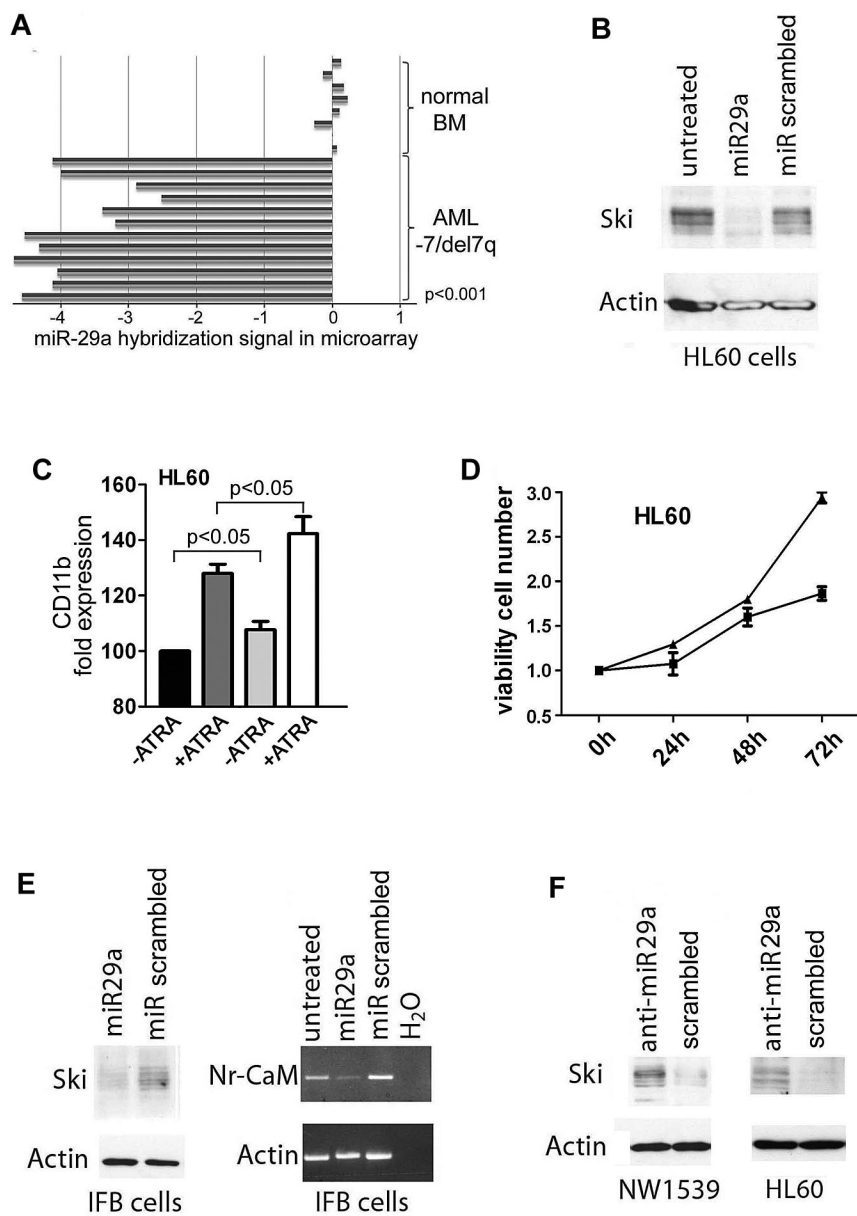 A
normal
BM
AML
-7/del7q
p<0.001
-4 -3 -2 -1 0 1
miR-29a hybridization signal in microarray
B
untreated
miR29a
miR scrambled
Ski
Actin
HL60 cells
C
HL60
CD11b
fold expression
160
140
120
100
80
p<0.05
p<0.05
-ATRA
+ATRA
-ATRA
+ATRA
D
HL60
viability cell number
3.0
2.5
2.0
1.5
1.0
0.5
0h
24h
48h
72h
E
miR29a
miR scrambled
Ski
Actin
IFB cells
untreated
miR29a
miR scrambled
H₂O
Nr-CaM
Actin
IFB cells
F
anti-miR29a
scrambled
anti-miR29a
scrambled
Ski
Actin
NW1539
HL60